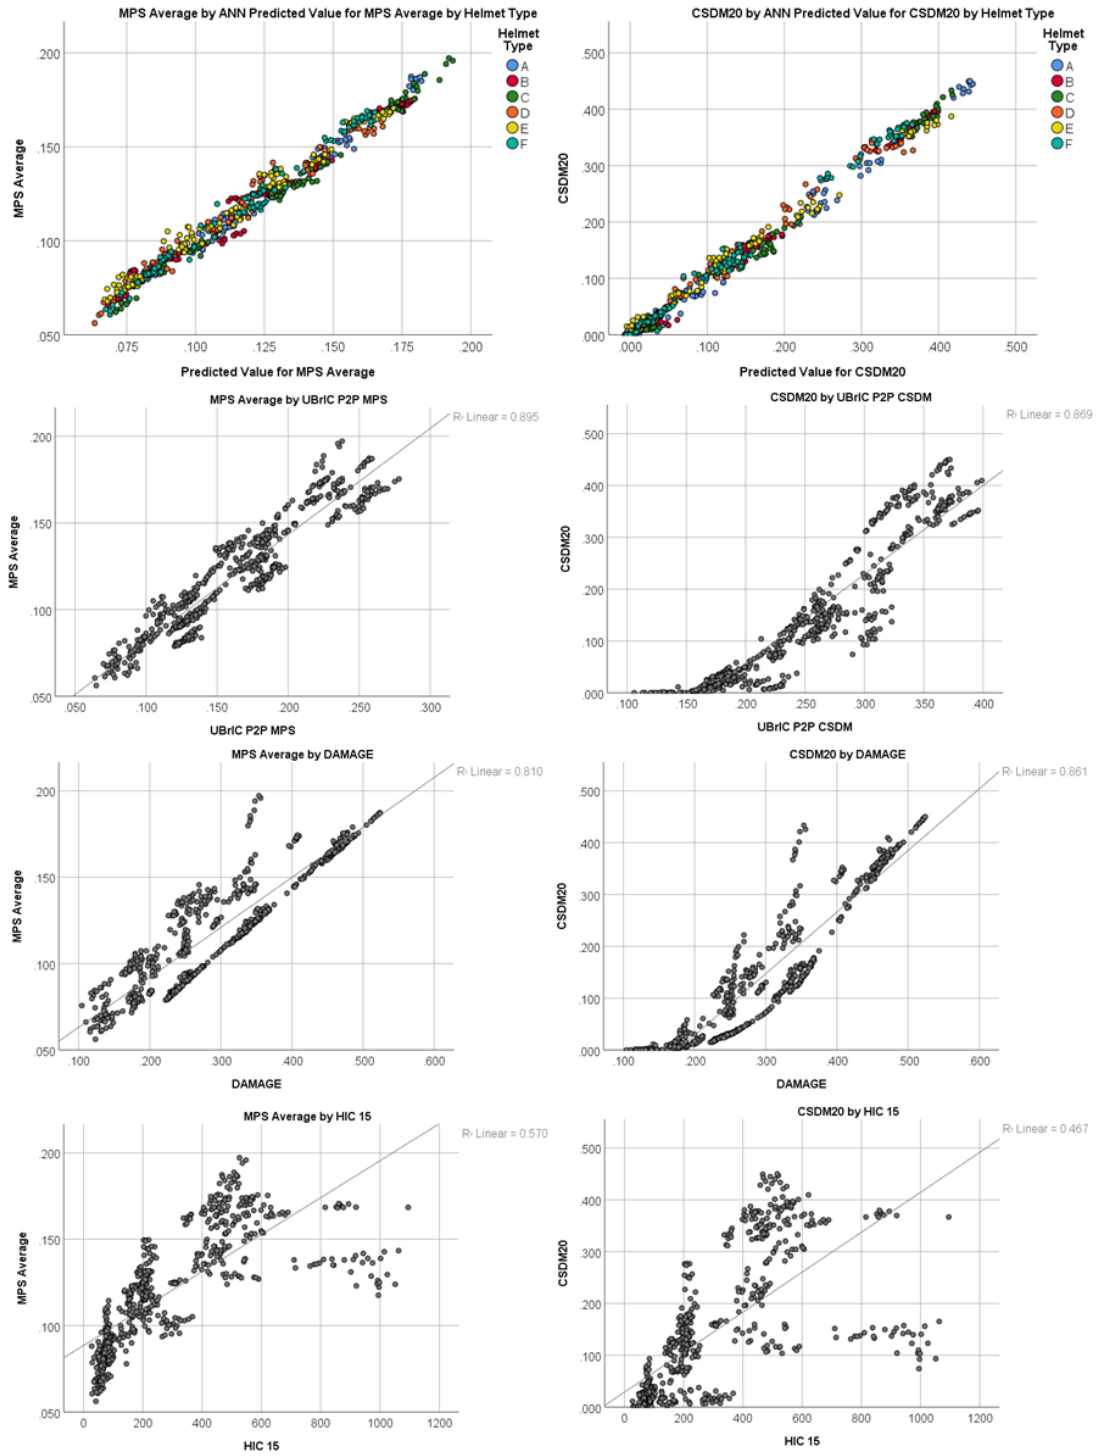 MPS Average by ANN Predicted Value for MPS Average by Helmet Type
Helmet
Type
A
B
C
D
E
F
MPS Average
.200
.150
.100
.050
.075
.100
.125
.150
.175
.200
Predicted Value for MPS Average
CSDM20 by ANN Predicted Value for CSDM20 by Helmet Type
Helmet
Type
A
B
C
D
E
F
CSDM20
.500
.400
.300
.200
.100
.000
.000
.100
.200
.300
.400
.500
Predicted Value for CSDM20
MPS Average by UBrIC P2P MPS
R² Linear = 0.895
MPS Average
.200
.150
.100
.050
.050
.100
.150
.200
.250
.300
UBrIC P2P MPS
CSDM20 by UBrIC P2P CSDM
R² Linear = 0.869
CSDM20
.500
.400
.300
.200
.100
.000
.100
.150
.200
.250
.300
.350
.400
UBrIC P2P CSDM
MPS Average by DAMAGE
R² Linear = 0.810
MPS Average
.200
.150
.100
.050
.100
.200
.300
.400
.500
.600
DAMAGE
CSDM20 by DAMAGE
R² Linear = 0.861
CSDM20
.500
.400
.300
.200
.100
.000
.100
.200
.300
.400
.500
.600
DAMAGE
MPS Average by HIC 15
R² Linear = 0.570
MPS Average
.200
.150
.100
.050
0
200
400
600
800
1000
1200
HIC 15
CSDM20 by HIC 15
R² Linear = 0.467
CSDM20
.500
.400
.300
.200
.100
.000
0
200
400
600
800
1000
1200
HIC 15